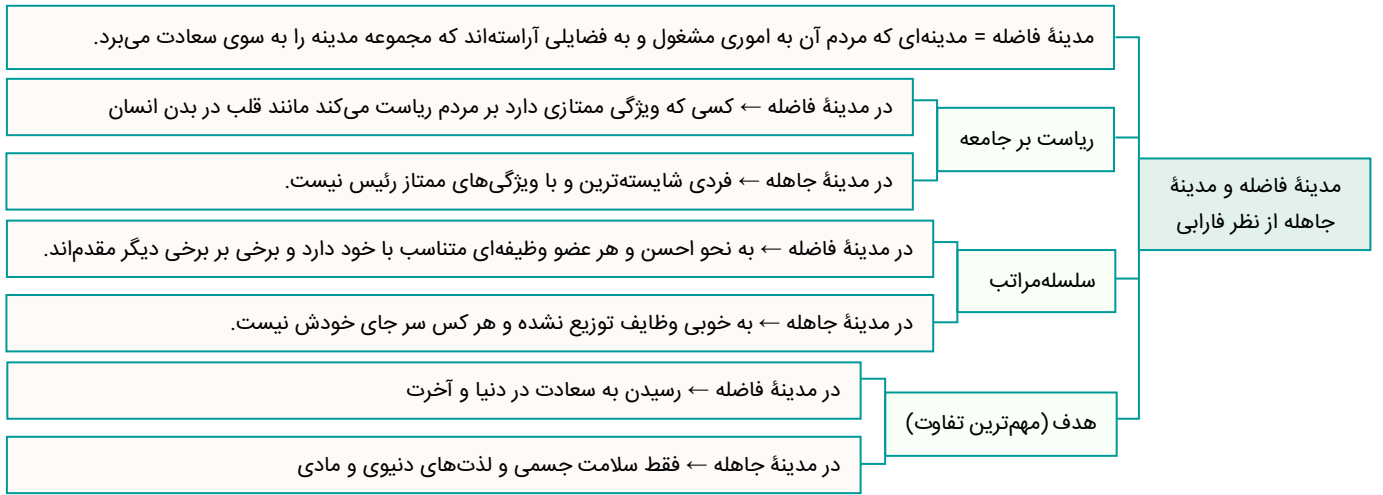 مدینهٔ فاضله و مدینهٔ
جاهله از نظر فارابی
مدینهٔ فاضله = مدینه‌ای که مردم آن به اموری مشغول و به فضایلی آراسته‌اند که مجموعه مدینه را به سوی سعادت می‌برد.
ریاست بر جامعه
در مدینهٔ فاضله ← کسی که ویژگی ممتازی دارد بر مردم ریاست می‌کند مانند قلب در بدن انسان
در مدینهٔ جاهله ← فردی شایسته‌ترین و با ویژگی‌های ممتاز رئیس نیست.
سلسله‌مراتب
در مدینهٔ فاضله ← به نحو احسن و هر عضو وظیفه‌ای متناسب با خود دارد و برخی بر برخی دیگر مقدم‌اند.
در مدینهٔ جاهله ← به خوبی وظایف توزیع نشده و هر کس سر جای خودش نیست.
هدف (مهم‌ترین تفاوت)
در مدینهٔ فاضله ← رسیدن به سعادت در دنیا و آخرت
در مدینهٔ جاهله ← فقط سلامت جسمی و لذت‌های دنیوی و مادی